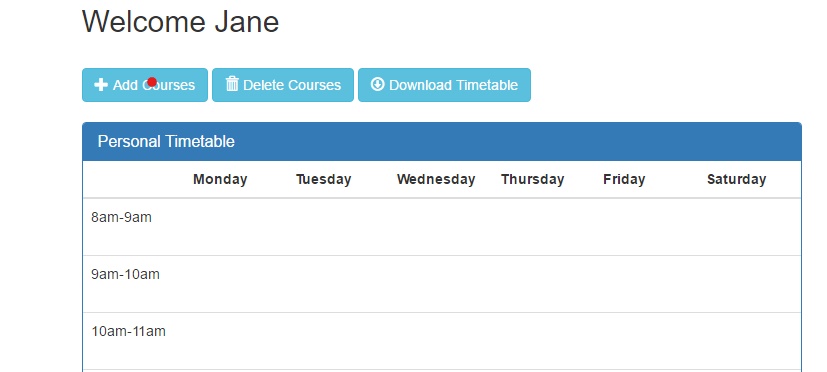 Welcome Jane
Add Courses Delete Courses Download Timetable
Personal Timetable
Monday Tuesday Wednesday Thursday Friday Saturday
8am-9am
9am-10am
10am-11am